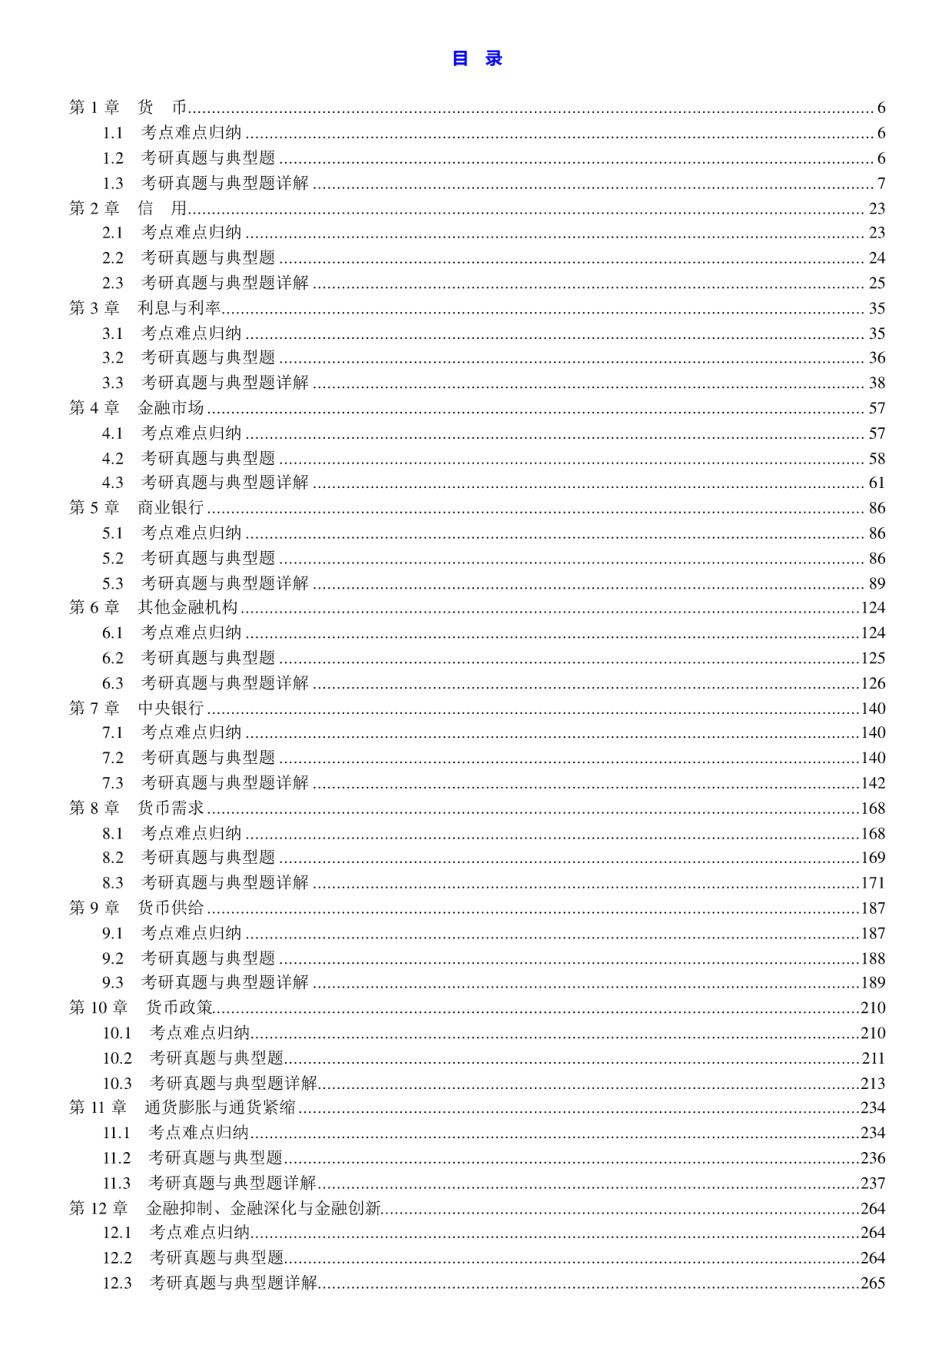 目　录
第 1 章　货　币 6
1.1　考点难点归纳 6
1.2　考研真题与典型题 6
1.3　考研真题与典型题详解 7
第 2 章　信　用 23
2.1　考点难点归纳 23
2.2　考研真题与典型题 24
2.3　考研真题与典型题详解 25
第 3 章　利息与利率 35
3.1　考点难点归纳 35
3.2　考研真题与典型题 36
3.3　考研真题与典型题详解 38
第 4 章　金融市场 57
4.1　考点难点归纳 57
4.2　考研真题与典型题 58
4.3　考研真题与典型题详解 61
第 5 章　商业银行 86
5.1　考点难点归纳 86
5.2　考研真题与典型题 86
5.3　考研真题与典型题详解 89
第 6 章　其他金融机构 124
6.1　考点难点归纳 124
6.2　考研真题与典型题 125
6.3　考研真题与典型题详解 126
第 7 章　中央银行 140
7.1　考点难点归纳 140
7.2　考研真题与典型题 140
7.3　考研真题与典型题详解 142
第 8 章　货币需求 168
8.1　考点难点归纳 168
8.2　考研真题与典型题 169
8.3　考研真题与典型题详解 171
第 9 章　货币供给 187
9.1　考点难点归纳 187
9.2　考研真题与典型题 188
9.3　考研真题与典型题详解 189
第 10 章　货币政策 210
10.1　考点难点归纳 210
10.2　考研真题与典型题 211
10.3　考研真题与典型题详解 213
第 11 章　通货膨胀与通货紧缩 234
11.1　考点难点归纳 234
11.2　考研真题与典型题 236
11.3　考研真题与典型题详解 237
第 12 章　金融抑制、金融深化与金融创新 264
12.1　考点难点归纳 264
12.2　考研真题与典型题 264
12.3　考研真题与典型题详解 265